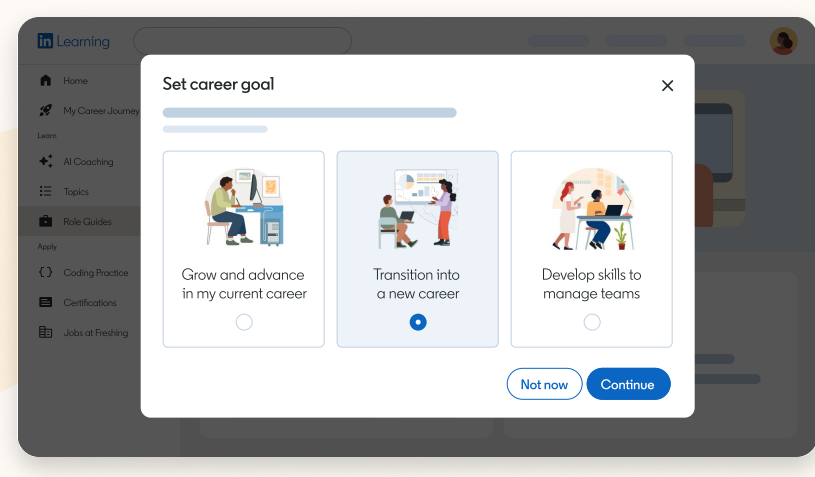 in Learning
Home
My Career Journey
Learn
AI Coaching
Topics
Role Guides
Apply
Coding Practice
Certifications
Jobs at Freshing
Set career goal
Grow and advance
in my current career
Transition into
a new career
Develop skills to
manage teams
Not now
Continue